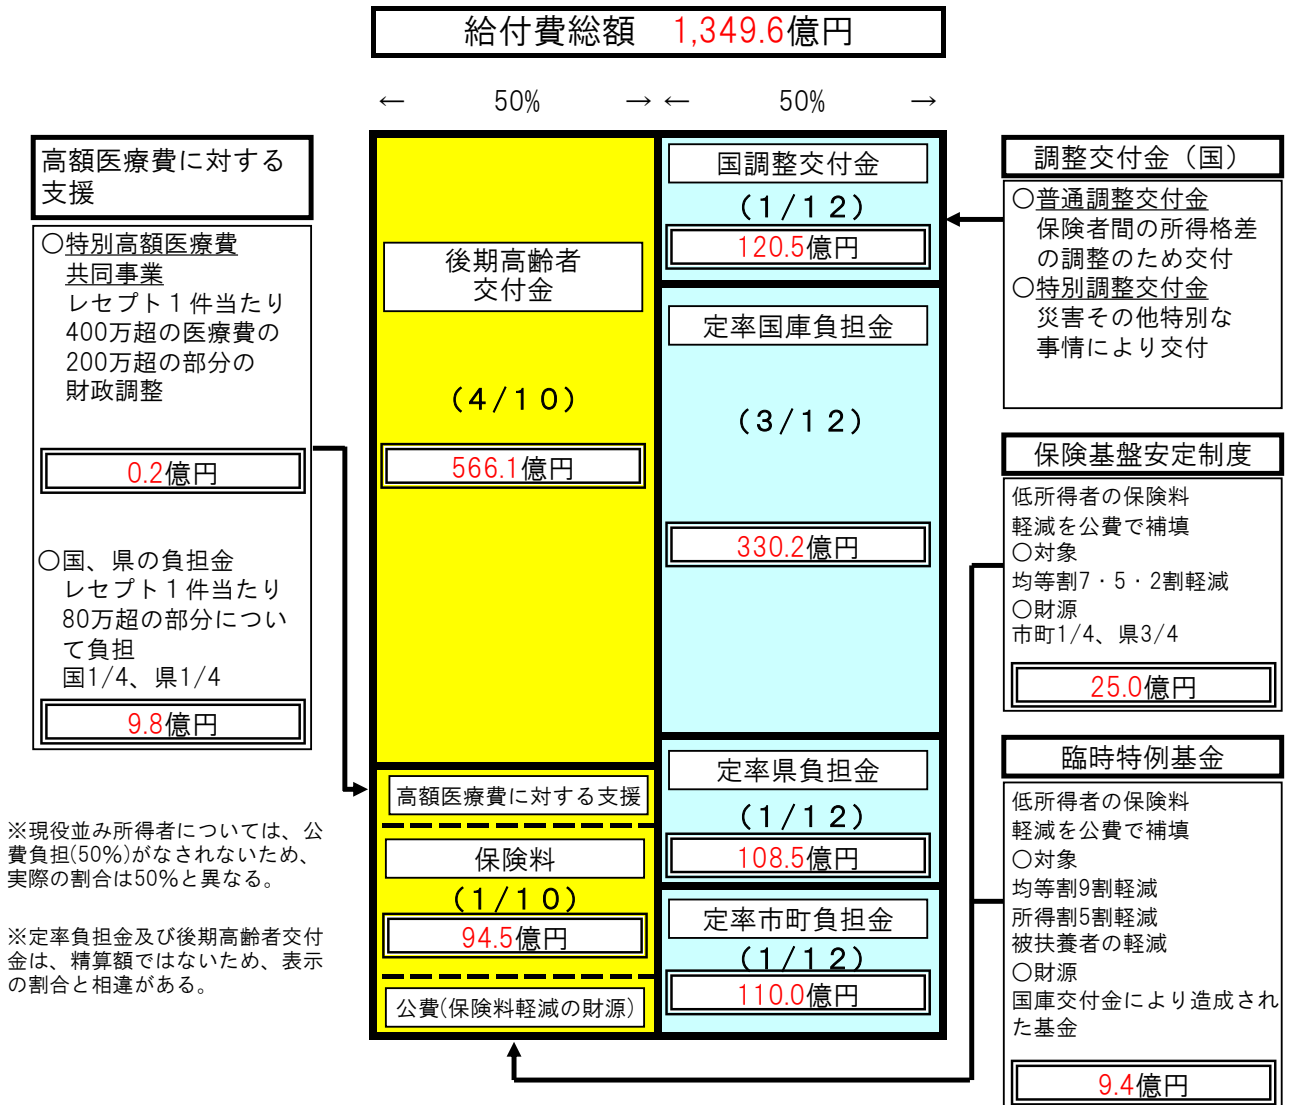 給付費総額　1,349.6億円
←　50%　→
←　50%　→
高額医療費に対する
支援
○特別高額医療費
共同事業
レセプト１件当たり
400万超の医療費の
200万超の部分の
財政調整
0.2億円
○国、県の負担金
レセプト１件当たり
80万超の部分につい
て負担
国1/4、県1/4
9.8億円
※現役並み所得者については、公
費負担(50%)がなされないため、
実際の割合は50%と異なる。
※定率負担金及び後期高齢者交付
金は、精算額ではないため、表示
の割合と相違がある。
後期高齢者
交付金
（４/１０）
566.1億円
高額医療費に対する支援
保険料
（１/１０）
94.5億円
公費(保険料軽減の財源)
国調整交付金
（１/１２）
120.5億円
定率国庫負担金
（３/１２）
330.2億円
定率県負担金
（１/１２）
108.5億円
定率市町負担金
（１/１２）
110.0億円
調整交付金（国）
○普通調整交付金
保険者間の所得格差
の調整のため交付
○特別調整交付金
災害その他特別な
事情により交付
保険基盤安定制度
低所得者の保険料
軽減を公費で補填
○対象
均等割7・5・2割軽減
○財源
市町1/4、県3/4
25.0億円
臨時特例基金
低所得者の保険料
軽減を公費で補填
○対象
均等割9割軽減
所得割5割軽減
被扶養者の軽減
○財源
国庫交付金により造成され
た基金
9.4億円